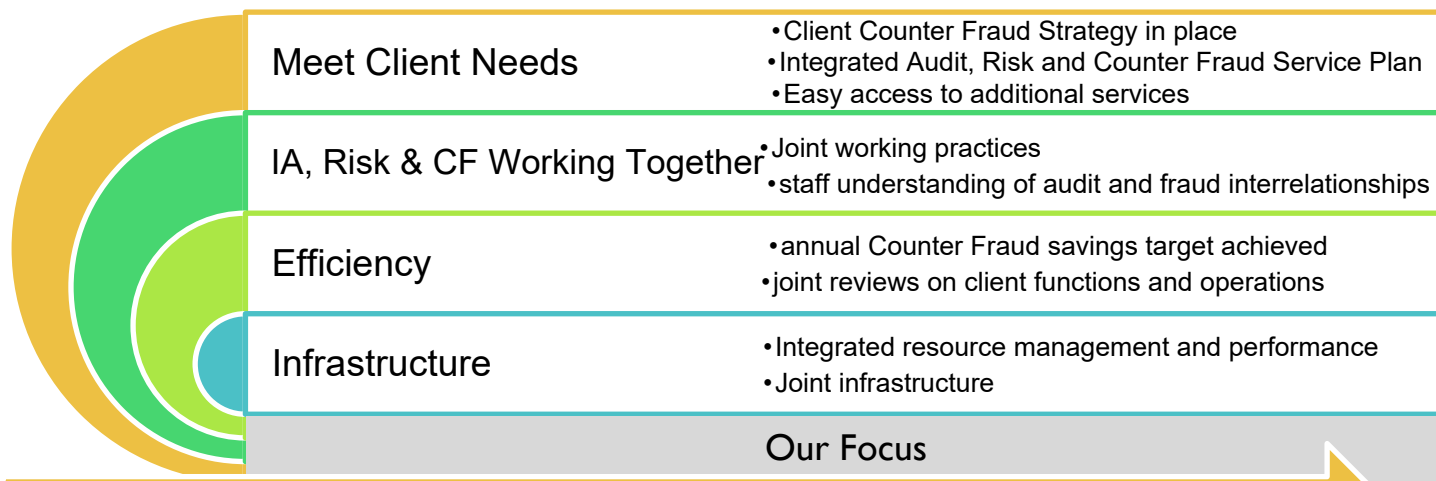 Meet Client Needs
•Client Counter Fraud Strategy in place
•Integrated Audit, Risk and Counter Fraud Service Plan
•Easy access to additional services
IA, Risk & CF Working Together
•Joint working practices
•staff understanding of audit and fraud interrelationships
Efficiency
•annual Counter Fraud savings target achieved
•joint reviews on client functions and operations
Infrastructure
•Integrated resource management and performance
•Joint infrastructure
Our Focus